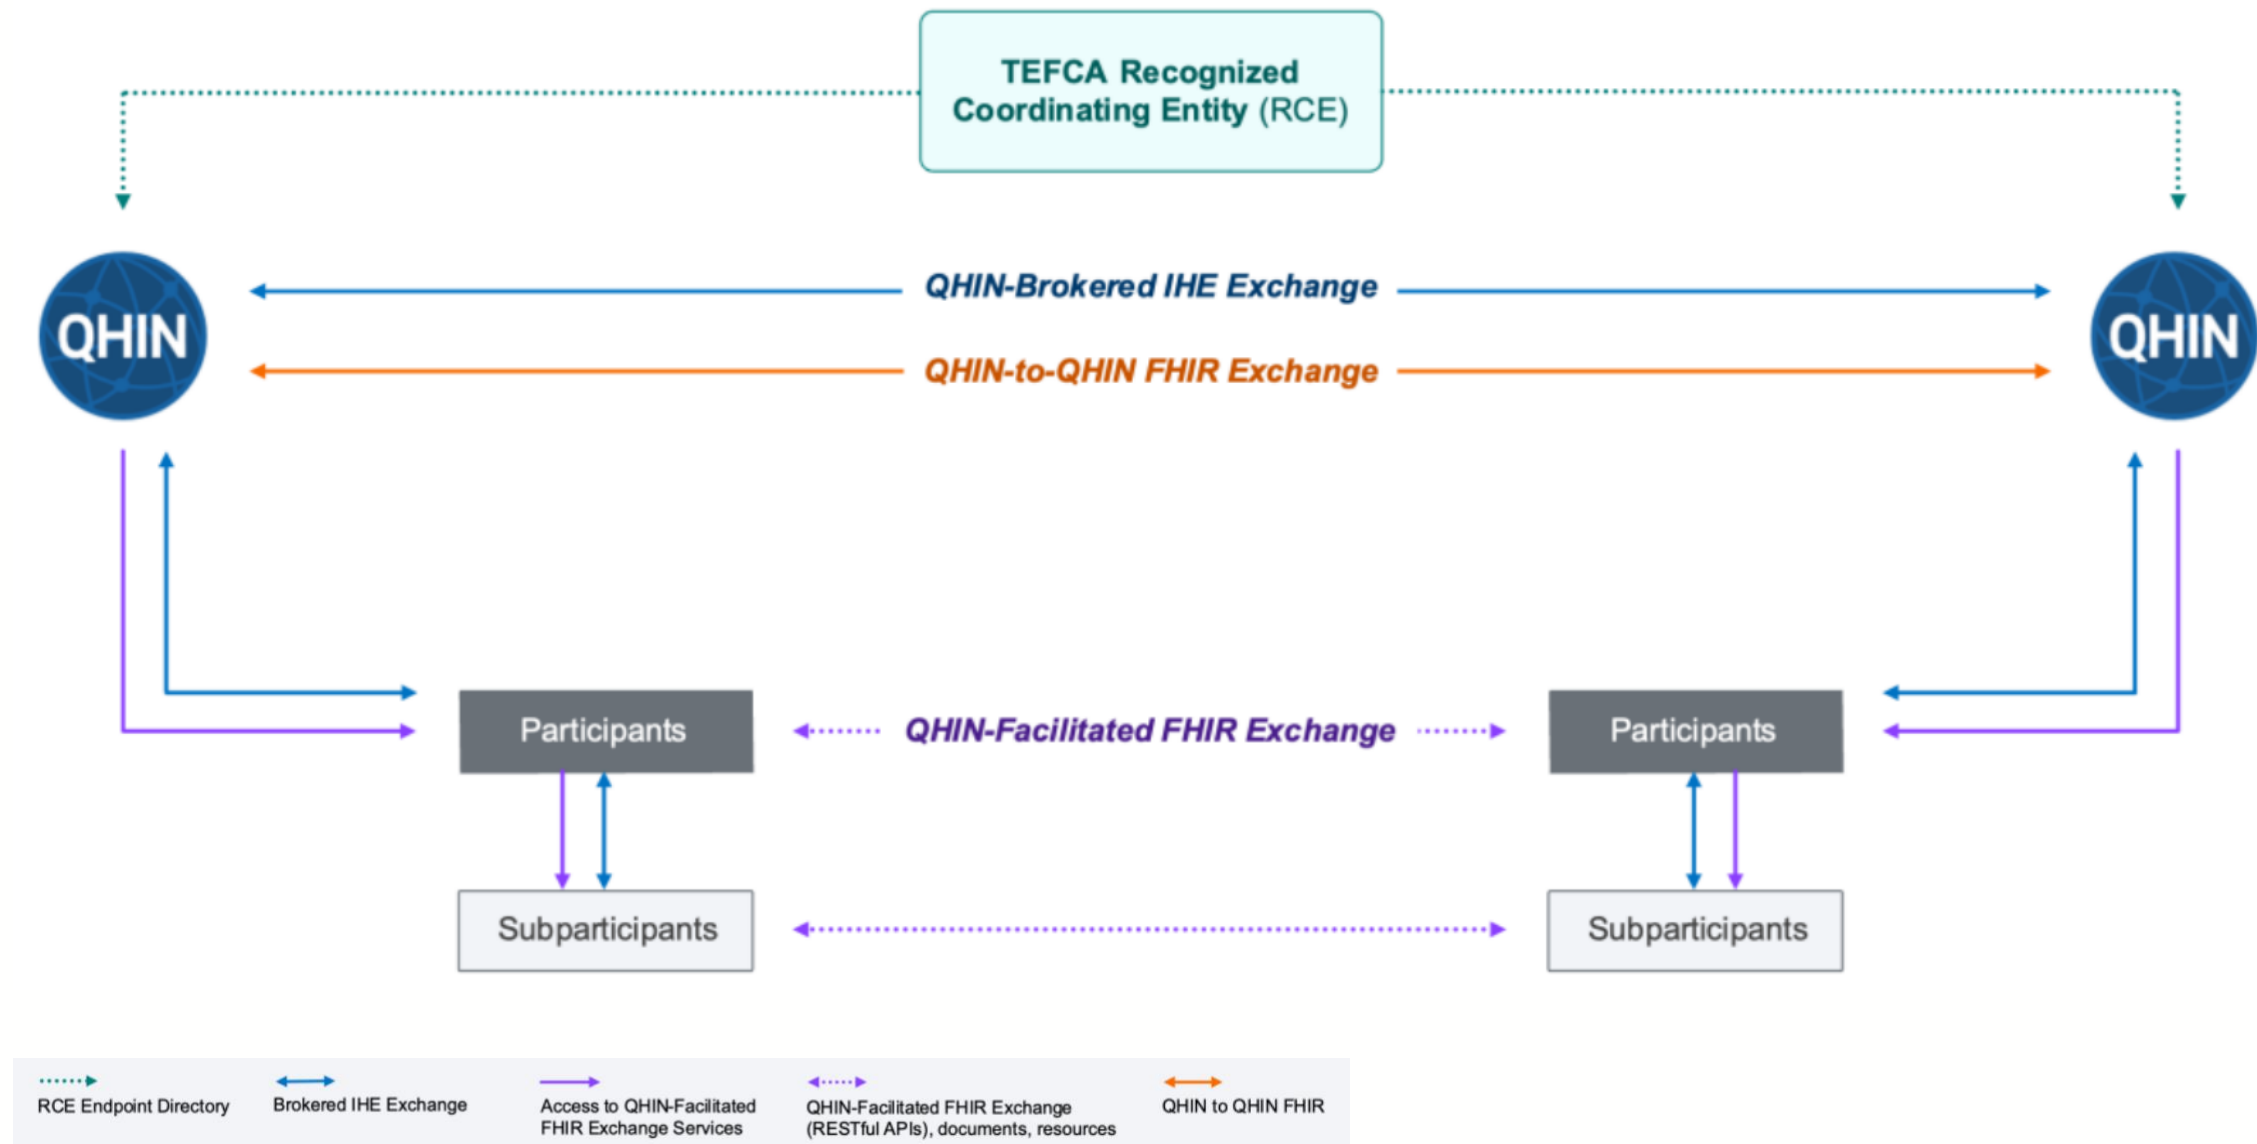 TEFCA Recognized
Coordinating Entity (RCE)
QHIN
QHIN-Brokered IHE Exchange
QHIN
QHIN-to-QHIN FHIR Exchange
Participants
QHIN-Facilitated FHIR Exchange
Participants
Subparticipants
Subparticipants
RCE Endpoint Directory
Brokered IHE Exchange
Access to QHIN-Facilitated
FHIR Exchange Services
QHIN-Facilitated FHIR Exchange
(RESTful APIs), documents, resources
QHIN to QHIN FHIR